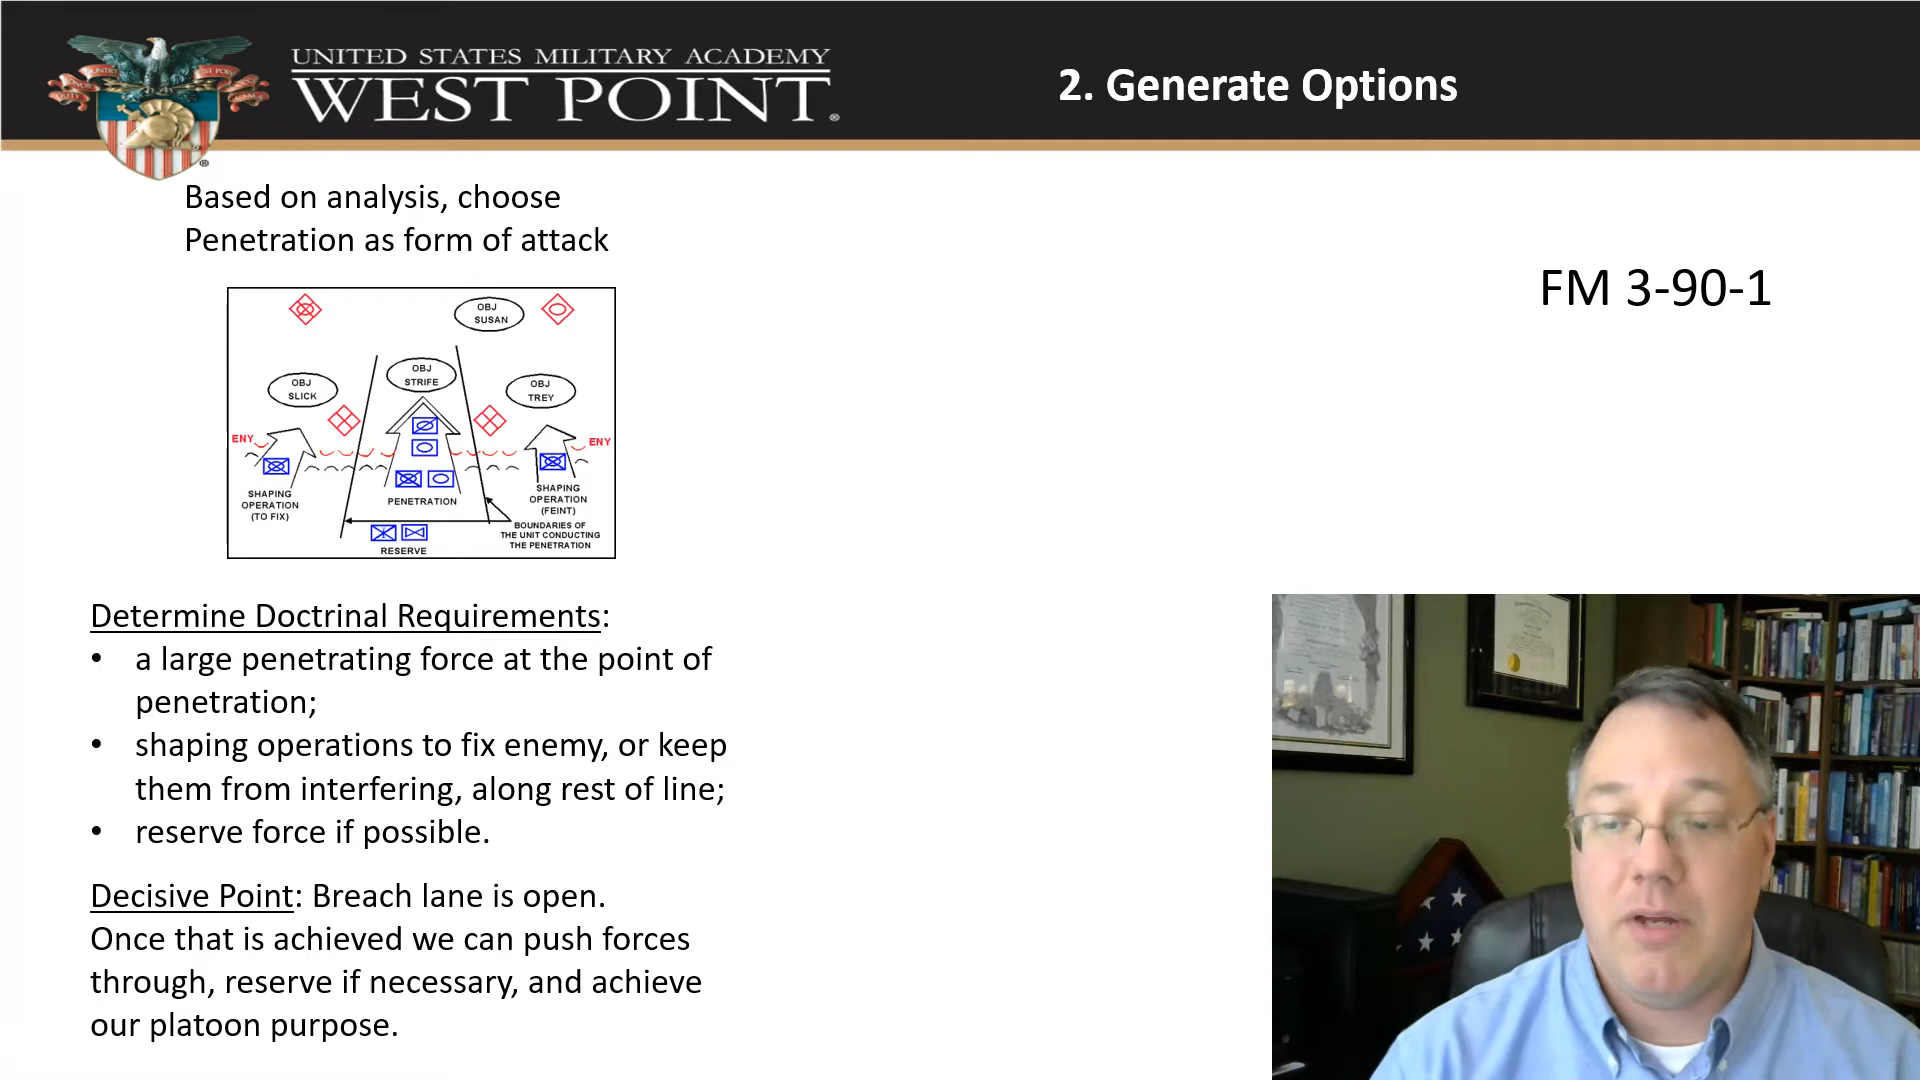 UNITED STATES MILITARY ACADEMY
WEST POINT®
2. Generate Options
Based on analysis, choose
Penetration as form of attack
FM 3-90-1
OBJ
SUSAN
OBJ
STRIFE
OBJ
SLICK
OBJ
TREY
ENY
ENY
SHAPING
OPERATION
(TO FIX)
PENETRATION
SHAPING
OPERATION
(FEINT)
BOUNDARIES OF
THE UNIT CONDUCTING
THE PENETRATION
RESERVE
Determine Doctrinal Requirements:
• a large penetrating force at the point of
penetration;
• shaping operations to fix enemy, or keep
them from interfering, along rest of line;
• reserve force if possible.
Decisive Point: Breach lane is open.
Once that is achieved we can push forces
through, reserve if necessary, and achieve
our platoon purpose.